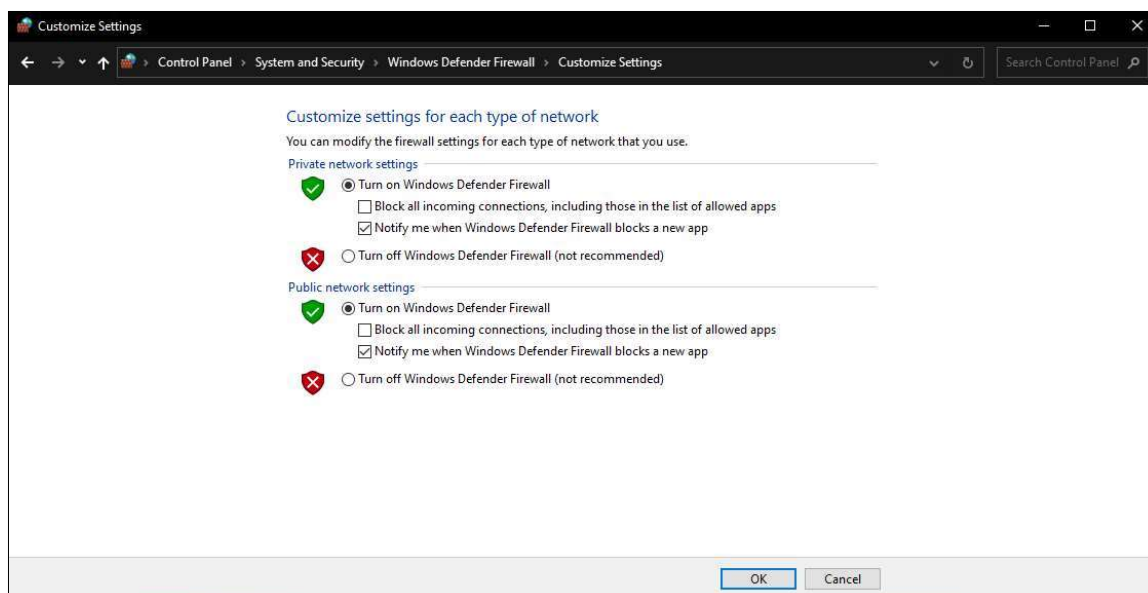 Customize Settings
Control Panel > System and Security > Windows Defender Firewall > Customize Settings
Search Control Panel
Customize settings for each type of network
You can modify the firewall settings for each type of network that you use.
Private network settings
Turn on Windows Defender Firewall
Block all incoming connections, including those in the list of allowed apps
Notify me when Windows Defender Firewall blocks a new app
Turn off Windows Defender Firewall (not recommended)
Public network settings
Turn on Windows Defender Firewall
Block all incoming connections, including those in the list of allowed apps
Notify me when Windows Defender Firewall blocks a new app
Turn off Windows Defender Firewall (not recommended)
OK Cancel